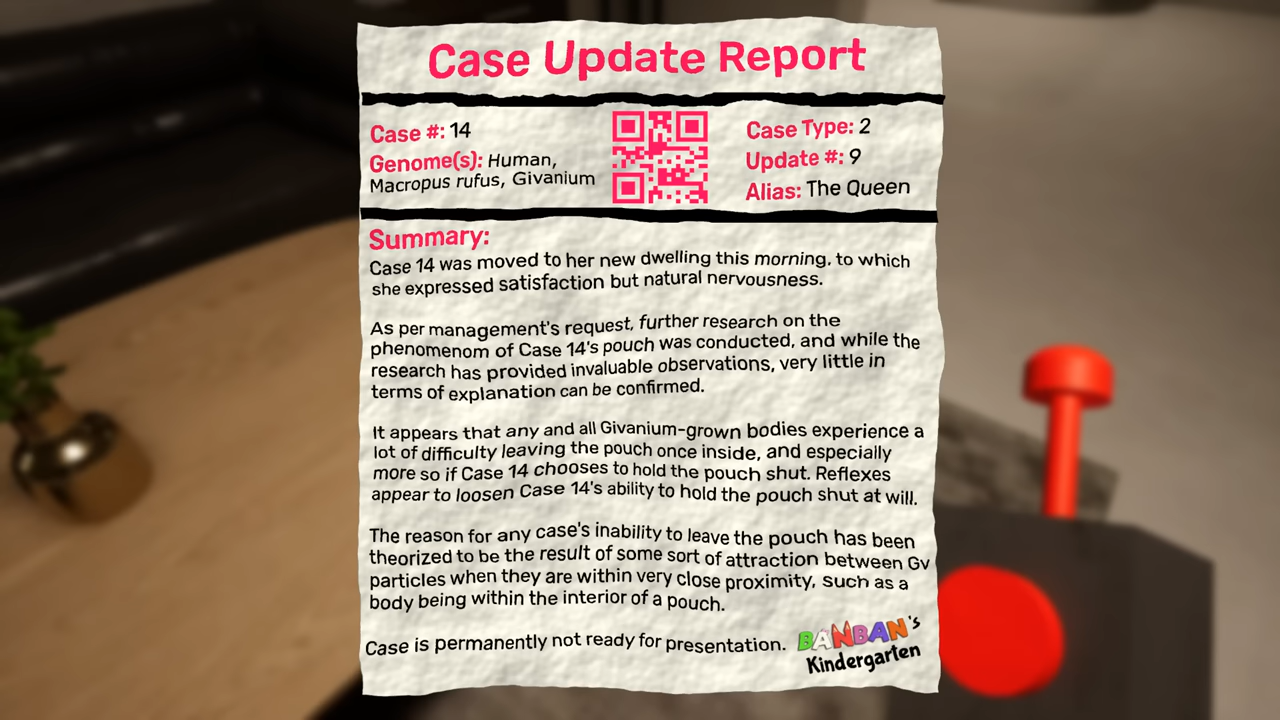 Case Update Report
Case #: 14
Genome(s): Human,
Macropus rufus, Givanium
Case Type: 2
Update #: 9
Alias: The Queen
Summary:
Case 14 was moved to her new dwelling this morning, to which
she expressed satisfaction but natural nervousness.
As per management's request, further research on the
phenomenom of Case 14's pouch was conducted, and while the
research has provided invaluable observations, very little in
terms of explanation can be confirmed.
It appears that any and all Givanium-grown bodies experience a
lot of difficulty leaving the pouch once inside, and especially
more so if Case 14 chooses to hold the pouch shut. Reflexes
appear to loosen Case 14's ability to hold the pouch shut at will.
The reason for any case's inability to leave the pouch has been
theorized to be the result of some sort of attraction between Gv
particles when they are within very close proximity, such as a
body being within the interior of a pouch.
Case is permanently not ready for presentation.
BANBAN's
Kindergarten